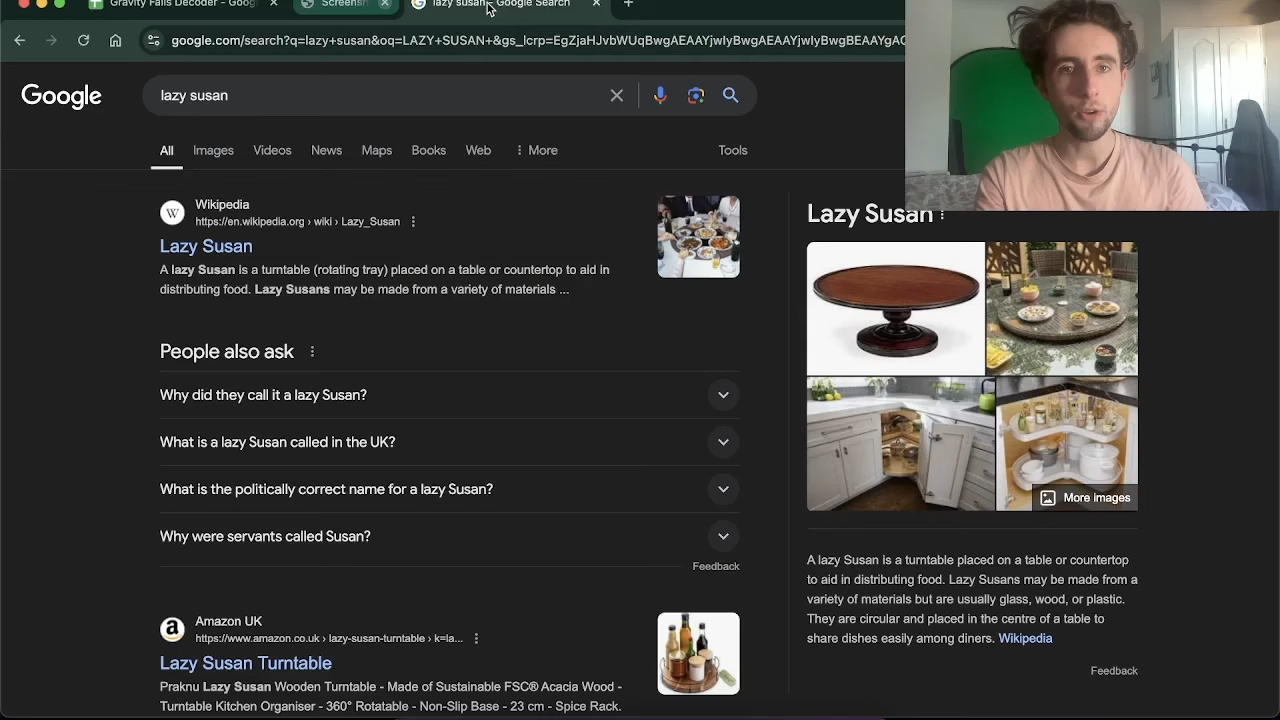 Gravity Falls Decoder - Goog
Screensh
lazy susan - Google Search
google.com/search?q=lazy+susan&oq=LAZY+SUSAN+&gs_lcrp=EgZjaHJvbWUqBwgAEAAYjwIyBwgAEAAYjwIyBwgBEAAYgAQ
Google
lazy susan
All
Images
Videos
News
Maps
Books
Web
More
Tools
Wikipedia
https://en.wikipedia.org › wiki › Lazy_Susan
Lazy Susan
A lazy Susan is a turntable (rotating tray) placed on a table or countertop to aid in
distributing food. Lazy Susans may be made from a variety of materials ...
People also ask
Why did they call it a lazy Susan?
What is a lazy Susan called in the UK?
What is the politically correct name for a lazy Susan?
Why were servants called Susan?
Feedback
Amazon UK
https://www.amazon.co.uk › lazy-susan-turntable › k=la...
Lazy Susan Turntable
Praknu Lazy Susan Wooden Turntable - Made of Sustainable FSC® Acacia Wood -
Turntable Kitchen Organiser - 360° Rotatable - Non-Slip Base - 23 cm - Spice Rack.
Lazy Susan
More images
A lazy Susan is a turntable placed on a table or countertop
to aid in distributing food. Lazy Susans may be made from a
variety of materials but are usually glass, wood, or plastic.
They are circular and placed in the centre of a table to
share dishes easily among diners. Wikipedia
Feedback